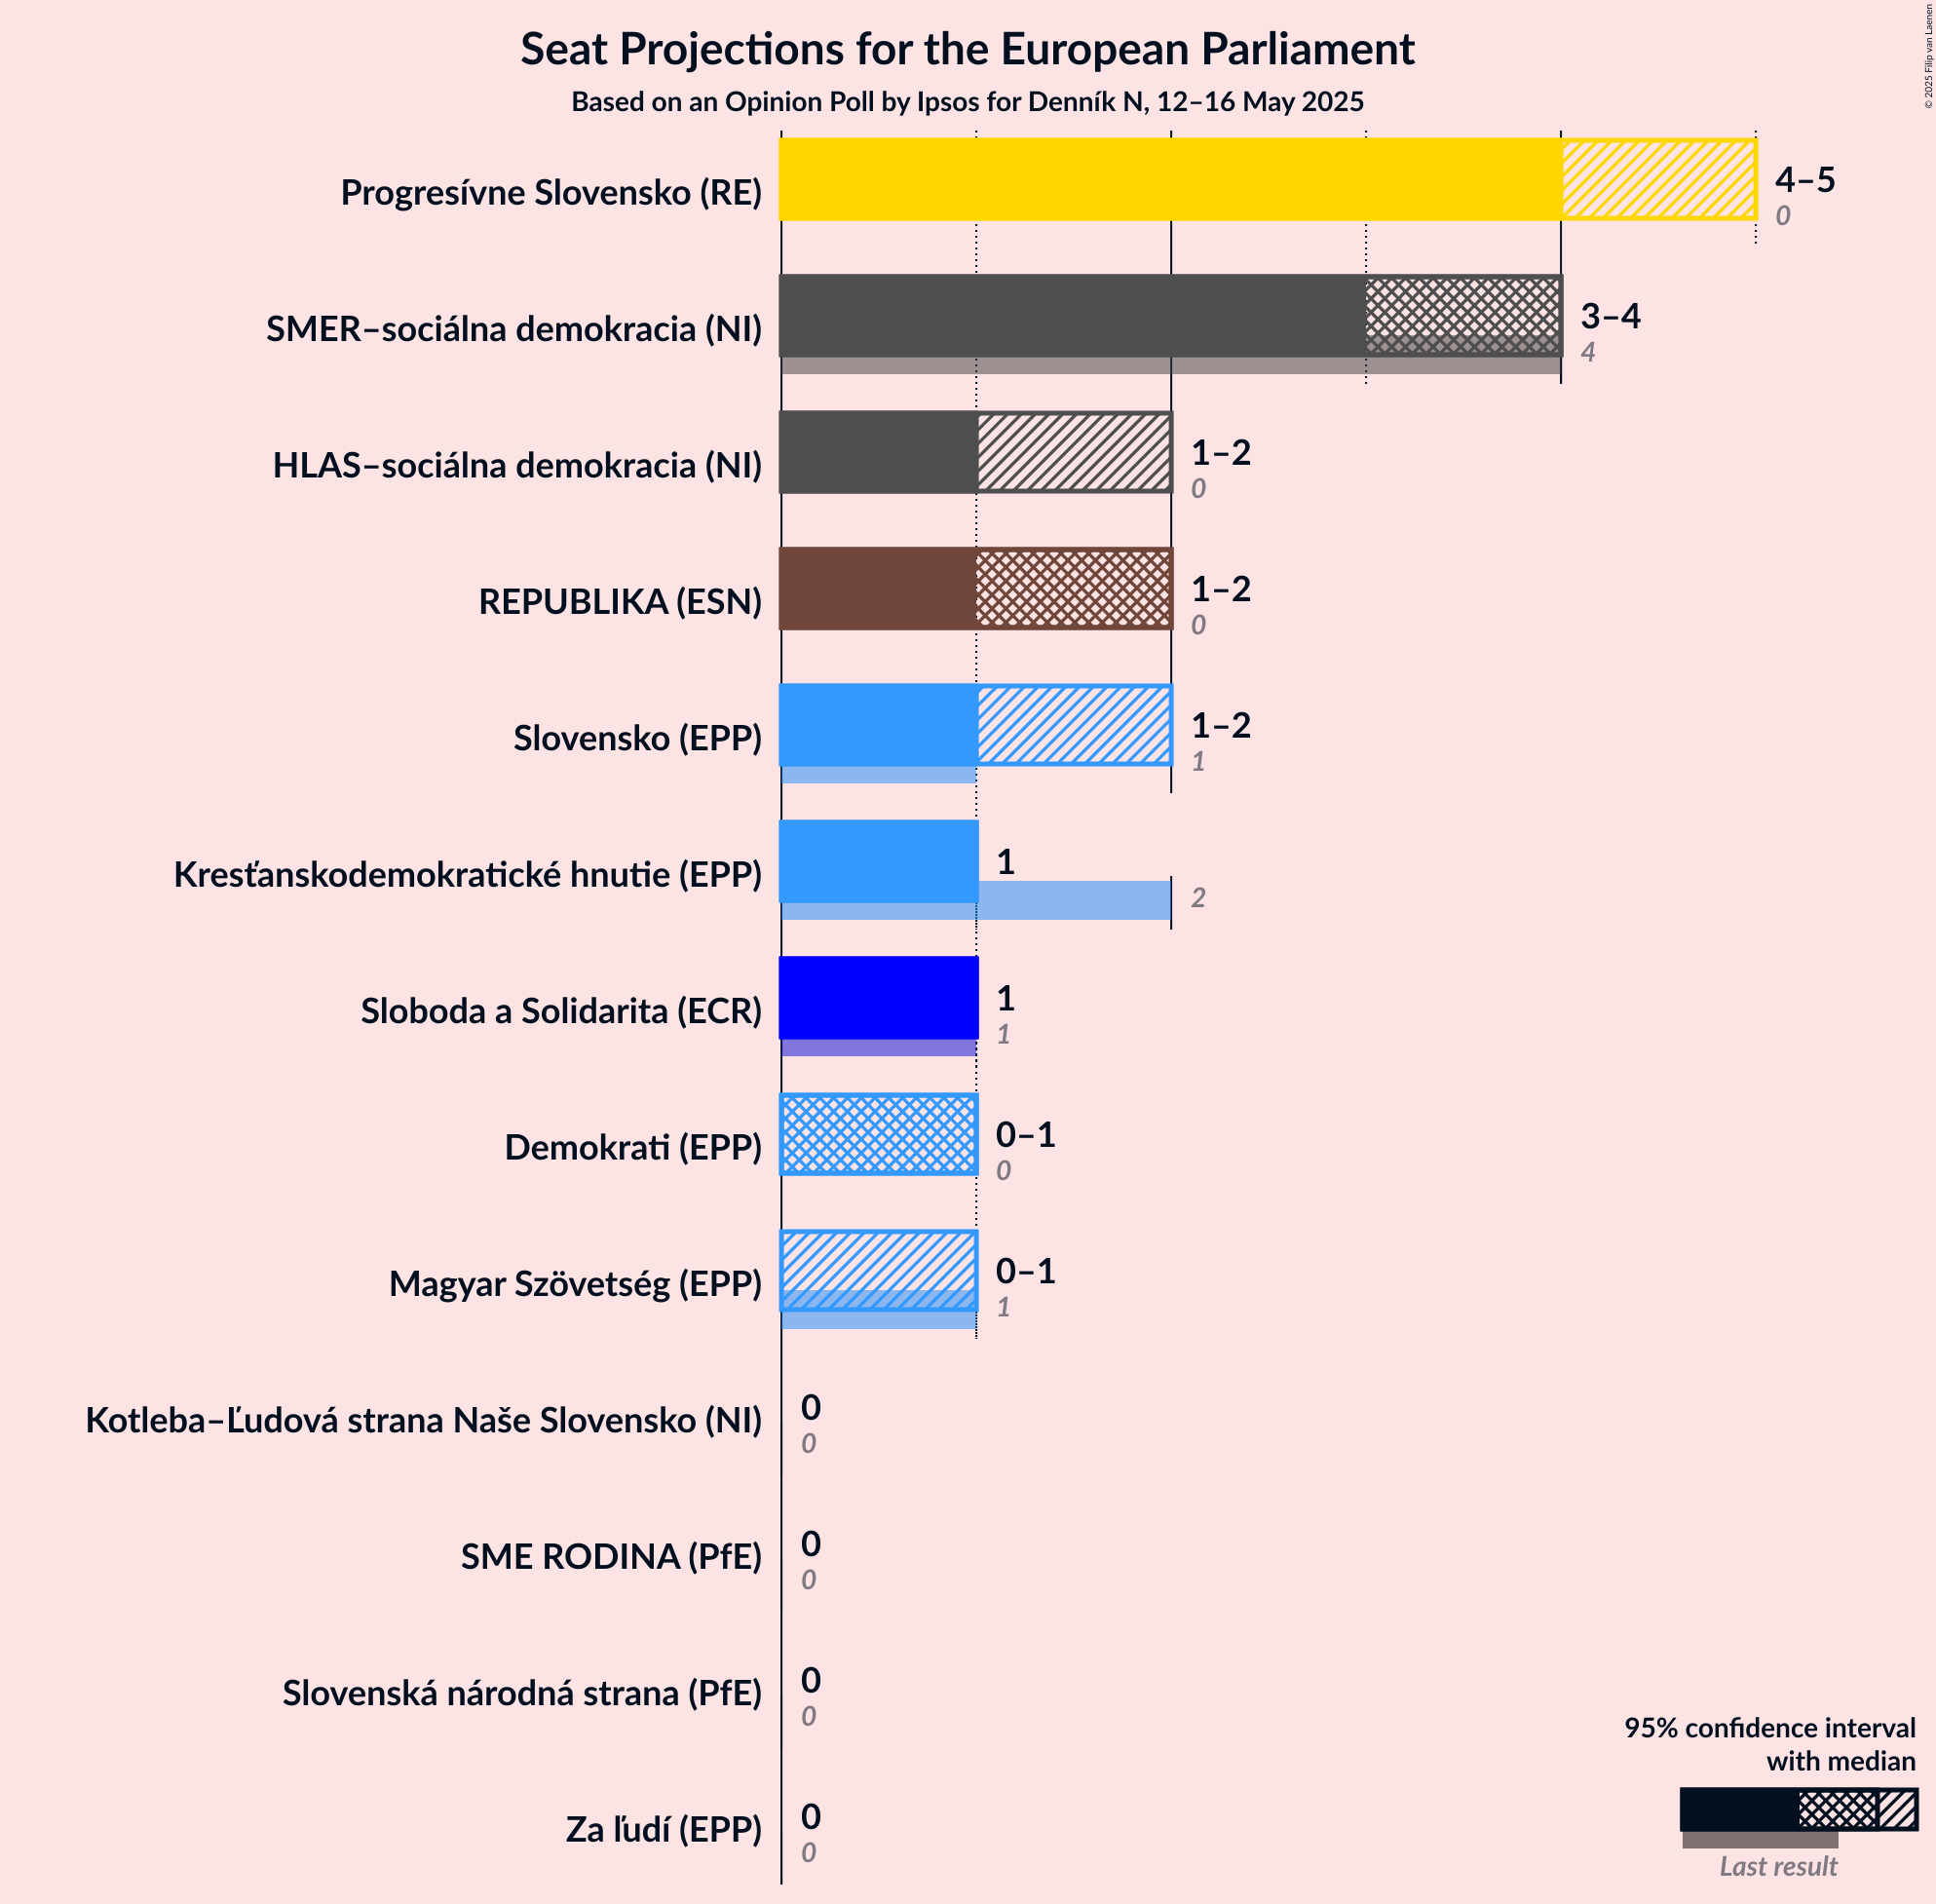 Seat Projections for the European Parliament
Based on an Opinion Poll by Ipsos for Denník N, 12–16 May 2025
© 2025 Filip van Laenen
Progresívne Slovensko (RE)
4–5
0
SMER–sociálna demokracia (NI)
3–4
4
HLAS–sociálna demokracia (NI)
1–2
0
REPUBLIKA (ESN)
1–2
0
Slovensko (EPP)
1–2
1
Kresťanskodemokratické hnutie (EPP)
1
2
Sloboda a Solidarita (ECR)
1
1
Demokrati (EPP)
0–1
0
Magyar Szövetség (EPP)
0–1
1
Kotleba–Ľudová strana Naše Slovensko (NI)
0
0
SME RODINA (PfE)
0
0
Slovenská národná strana (PfE)
0
0
Za ľudí (EPP)
0
0
95% confidence interval
with median
Last result